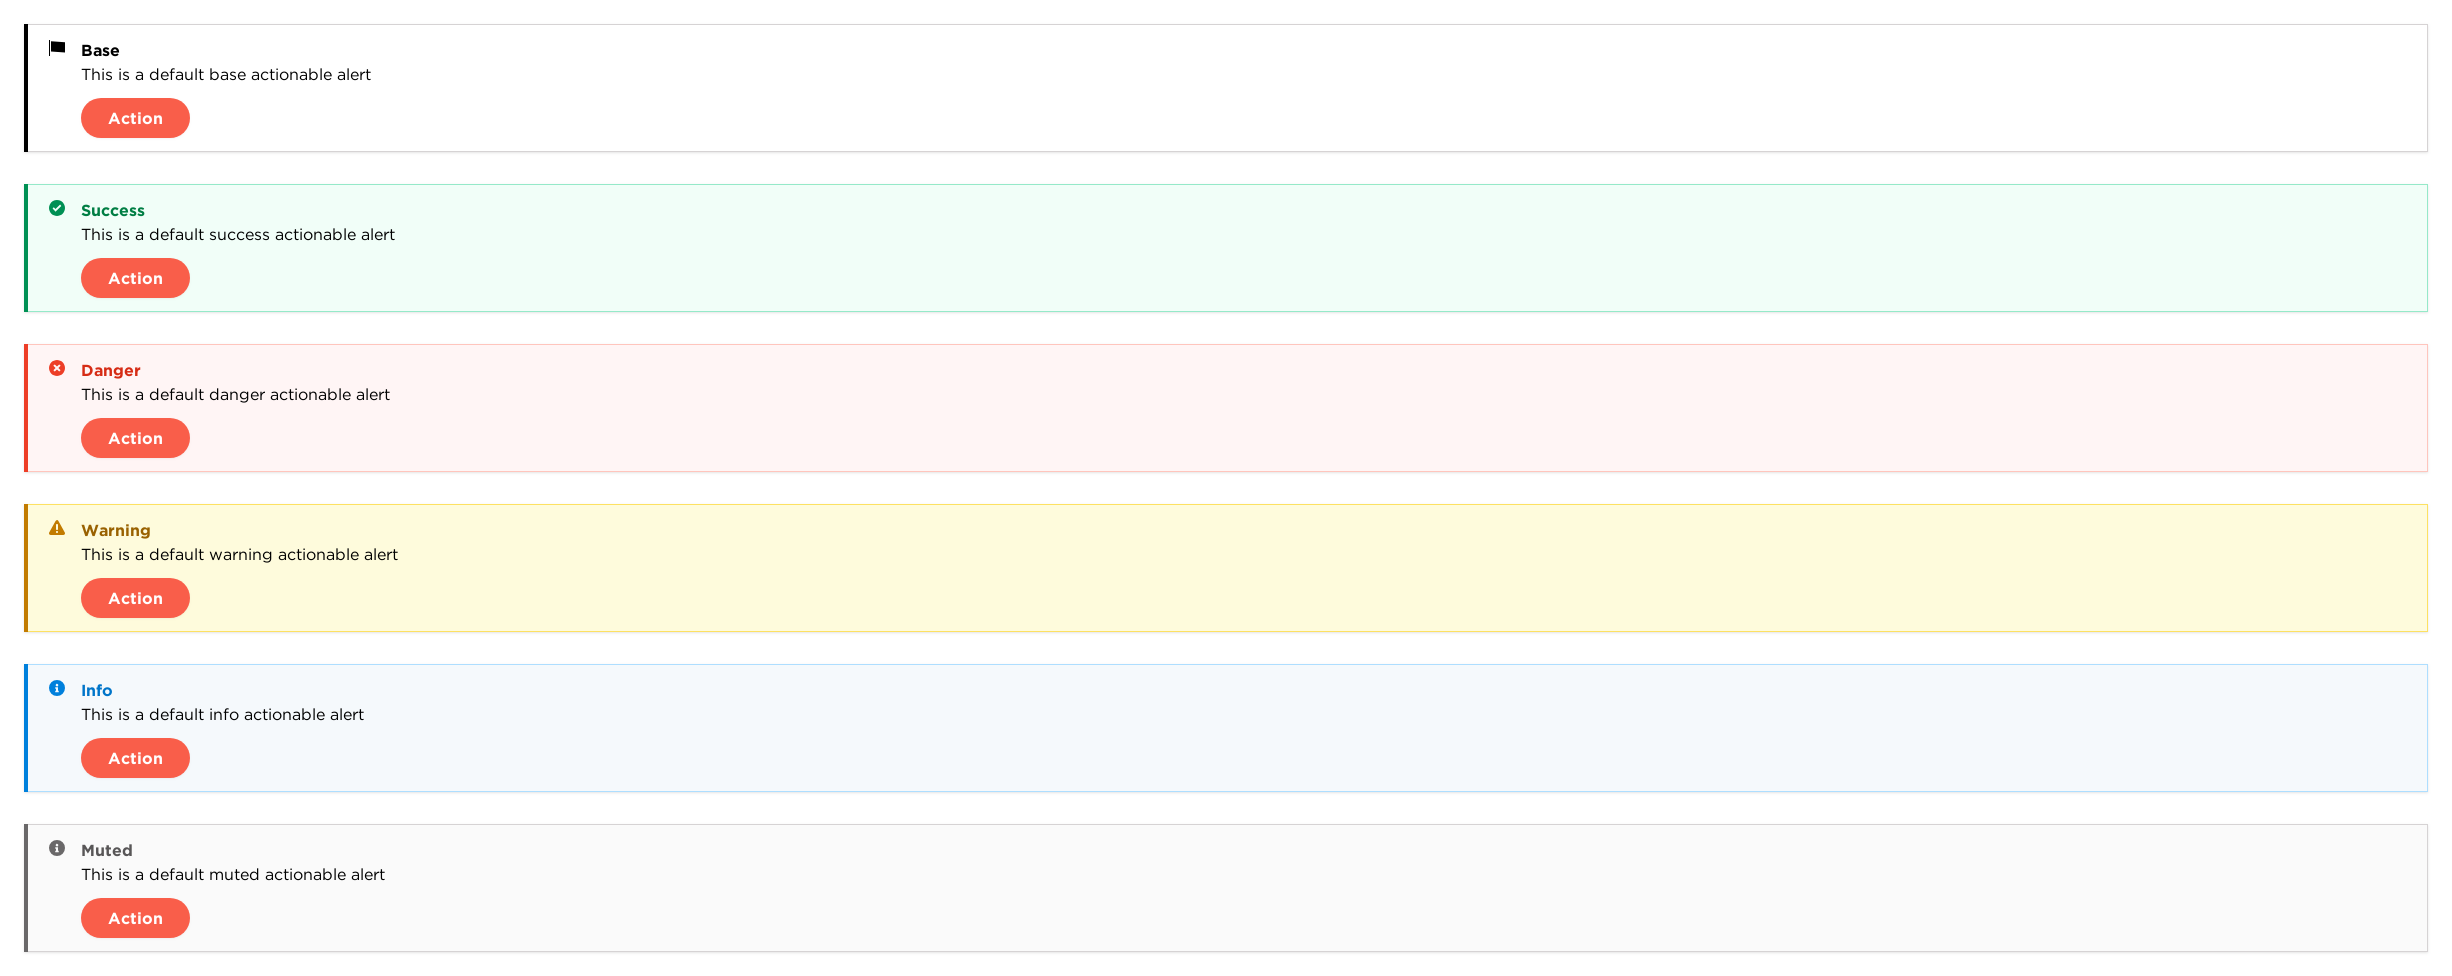 Base
This is a default base actionable alert
Action
Success
This is a default success actionable alert
Action
Danger
This is a default danger actionable alert
Action
Warning
This is a default warning actionable alert
Action
Info
This is a default info actionable alert
Action
Muted
This is a default muted actionable alert
Action